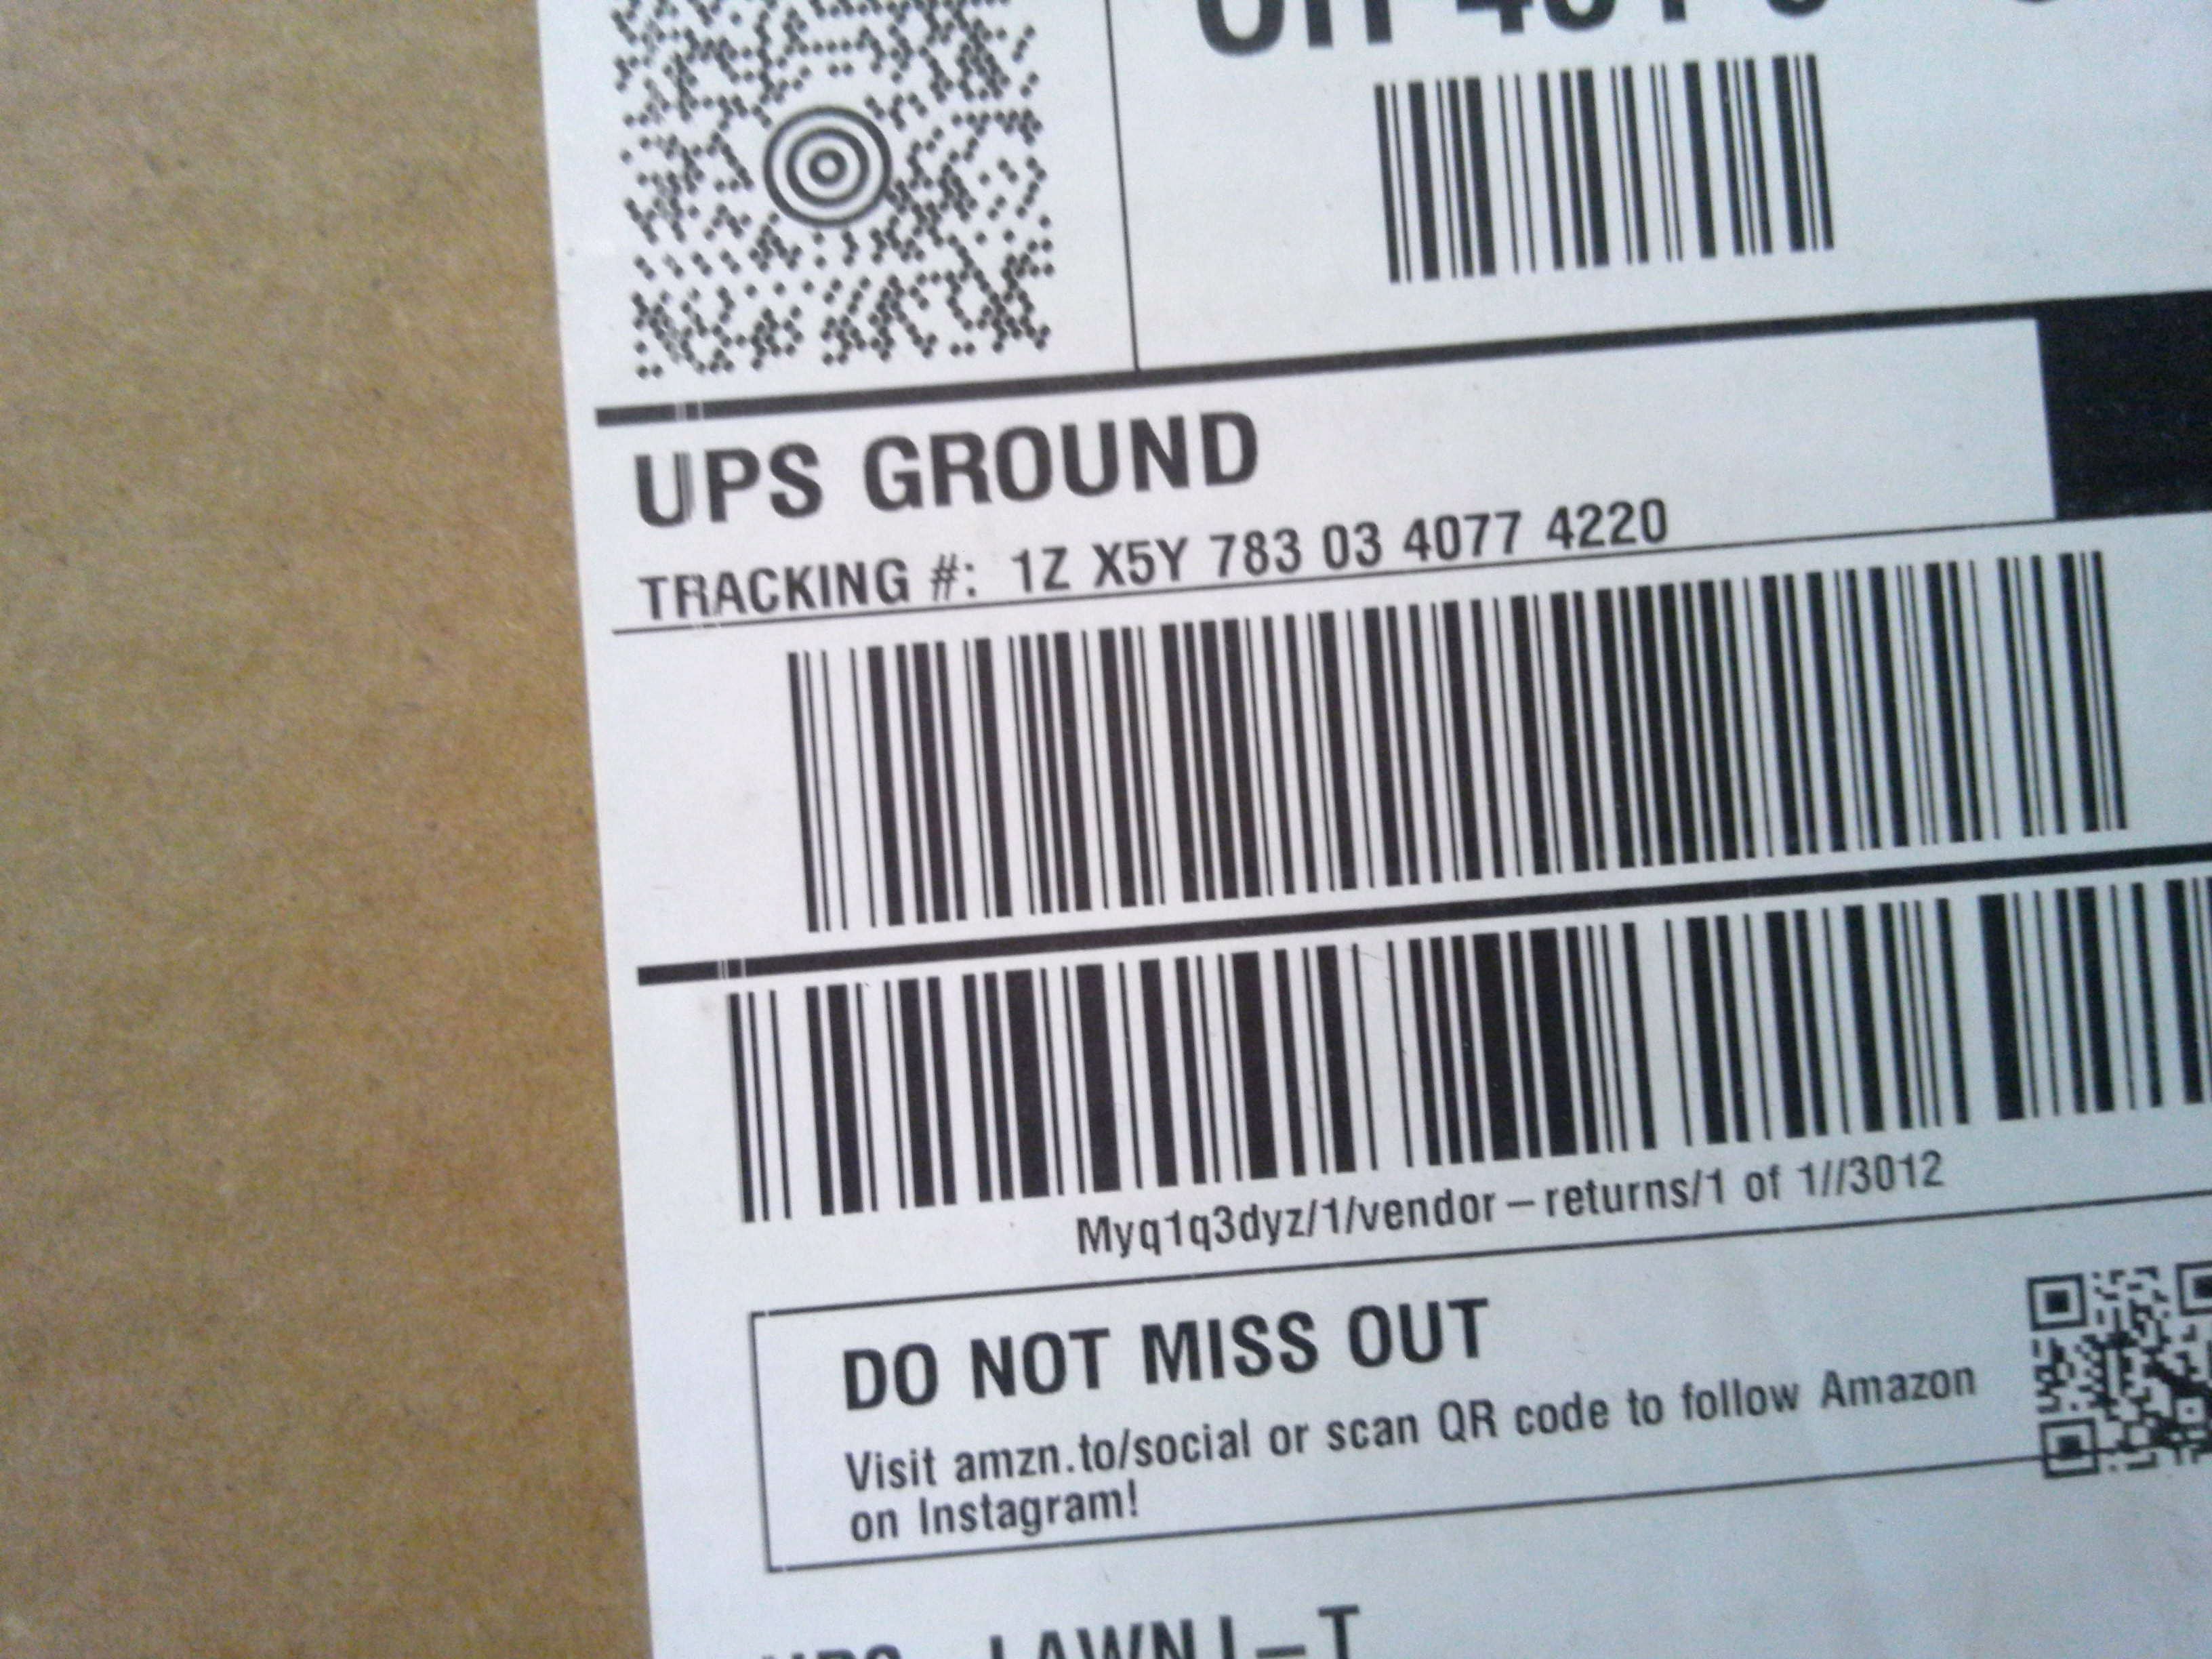 UPS GROUND
TRACKING #: 1Z X5Y 783 03 4077 4220
Myq1q3dyz/1/vendor–returns/1 of 1//3012
DO NOT MISS OUT
Visit amzn.to/social or scan QR code to follow Amazon
on Instagram!